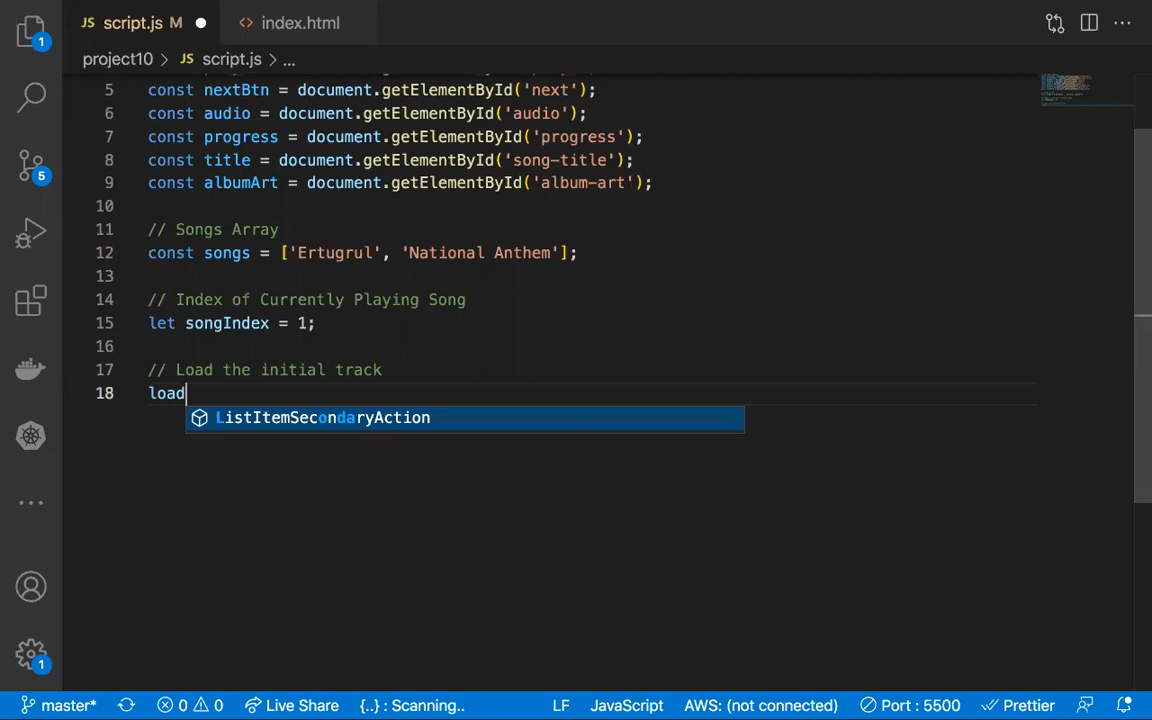 JS script.js M
<> index.html
project10 > JS script.js > ...
5 const nextBtn = document.getElementById('next');
6 const audio = document.getElementById('audio');
7 const progress = document.getElementById('progress');
8 const title = document.getElementById('song-title');
9 const albumArt = document.getElementById('album-art');
10
11 // Songs Array
12 const songs = ['Ertugrul', 'National Anthem'];
13
14 // Index of Currently Playing Song
15 let songIndex = 1;
16
17 // Load the initial track
18 load
ListItemSecondaryAction
1
5
1
master* 0 0 Live Share {..} : Scanning.. LF JavaScript AWS: (not connected) Port : 5500 Prettier